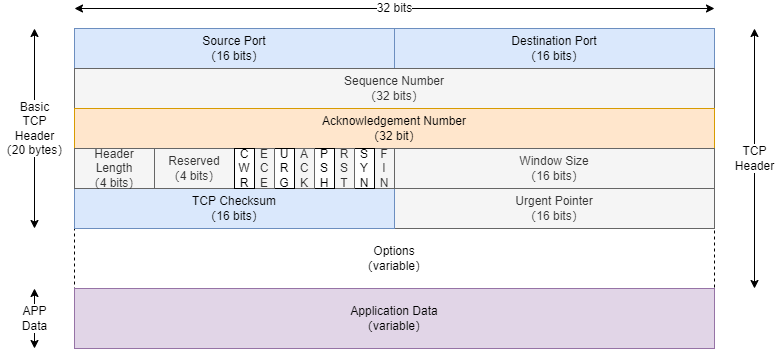 32 bits
Source Port
(16 bits)
Destination Port
(16 bits)
Sequence Number
(32 bits)
Basic
TCP
Header
(20 bytes)
Acknowledgement Number
(32 bit)
TCP
Header
Header
Length
(4 bits)
Reserved
(4 bits)
CWR
ECE
URG
ACK
PSH
RST
SYN
FIN
Window Size
(16 bits)
TCP Checksum
(16 bits)
Urgent Pointer
(16 bits)
Options
(variable)
APP
Data
Application Data
(variable)